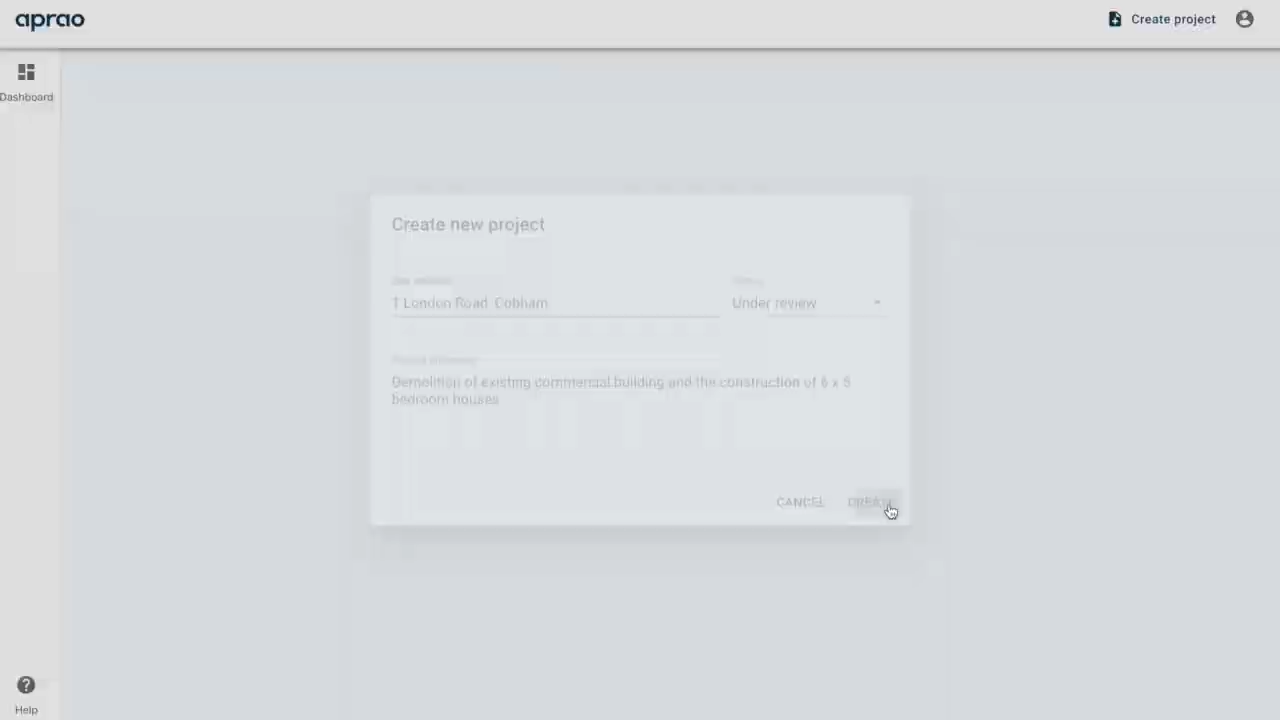 aprao
Create project
Dashboard
Create new project
1 London Road, Cobham
Under review
Demolition of existing commercial building and the construction of 6 x 5
bedroom houses
CANCEL CREATE
Help